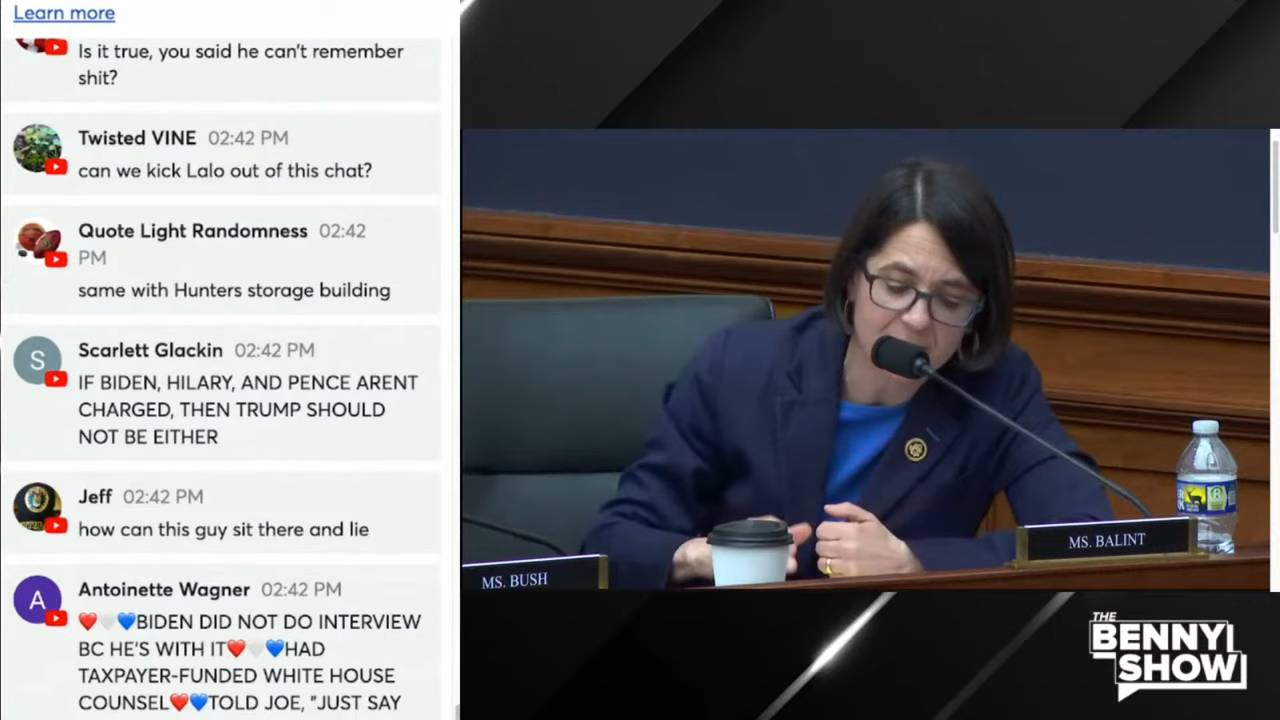 Learn more
Is it true, you said he can't remember
shit?
Twisted VINE 02:42 PM
can we kick Lalo out of this chat?
Quote Light Randomness 02:42
PM
same with Hunters storage building
S
Scarlett Glackin 02:42 PM
IF BIDEN, HILARY, AND PENCE ARENT
CHARGED, THEN TRUMP SHOULD
NOT BE EITHER
Jeff 02:42 PM
how can this guy sit there and lie
A
Antoinette Wagner 02:42 PM
❤️🤍💙BIDEN DID NOT DO INTERVIEW
BC HE'S WITH IT❤️🤍💙HAD
TAXPAYER-FUNDED WHITE HOUSE
COUNSEL❤️💙TOLD JOE, "JUST SAY
MS. BUSH
MS. BALINT
THE
BENNY
SHOW